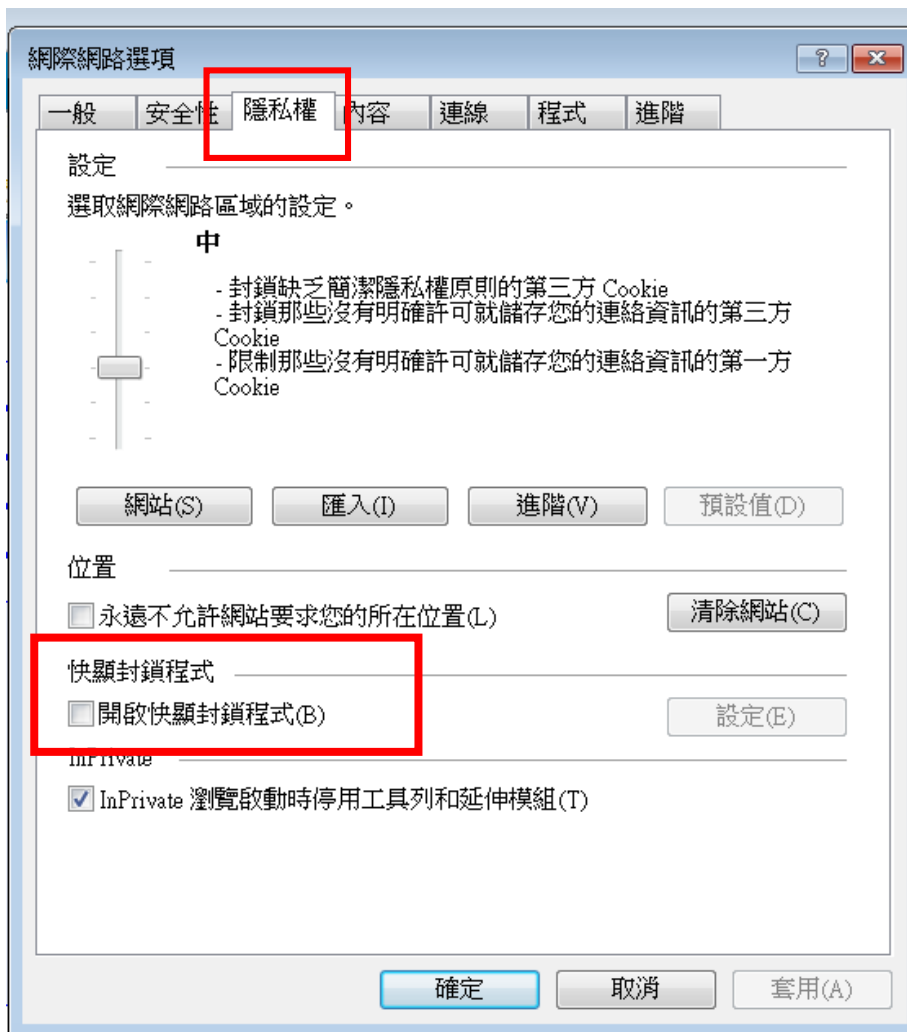 網際網路選項
一般 安全性 隱私權 內容 連線 程式 進階
設定
選取網際網路區域的設定。
中
- 封鎖缺乏簡潔隱私權原則的第三方 Cookie
- 封鎖那些沒有明確許可就儲存您的連絡資訊的第三方
Cookie
- 限制那些沒有明確許可就儲存您的連絡資訊的第一方
Cookie
網站(S) 匯入(I) 進階(V) 預設值(D)
位置
永遠不允許網站要求您的所在位置(L) 清除網站(C)
快顯封鎖程式
開啟快顯封鎖程式(B) 設定(E)
InPrivate
InPrivate 瀏覽啟動時停用工具列和延伸模組(T)
確定 取消 套用(A)